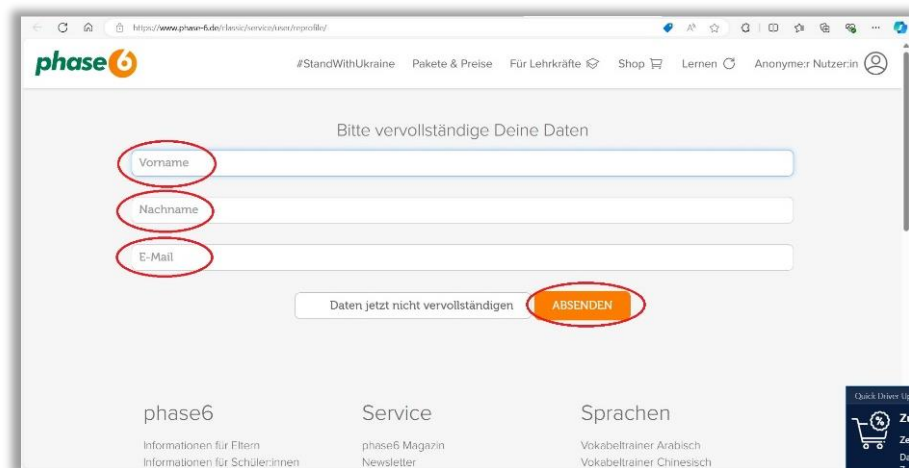 https://www.phase-6.de/classic/service/user/reprofile/
phase6
#StandWithUkraine Pakete & Preise Für Lehrkräfte Shop Lernen Anonyme:r Nutzer:in
Bitte vervollständige Deine Daten
Vorname
Nachname
E-Mail
Daten jetzt nicht vervollständigen ABSENDEN
phase6 Service Sprachen
Informationen für Eltern phase6 Magazin Vokabeltrainer Arabisch
Informationen für Schüler:innen Newsletter Vokabeltrainer Chinesisch
Quick Driver